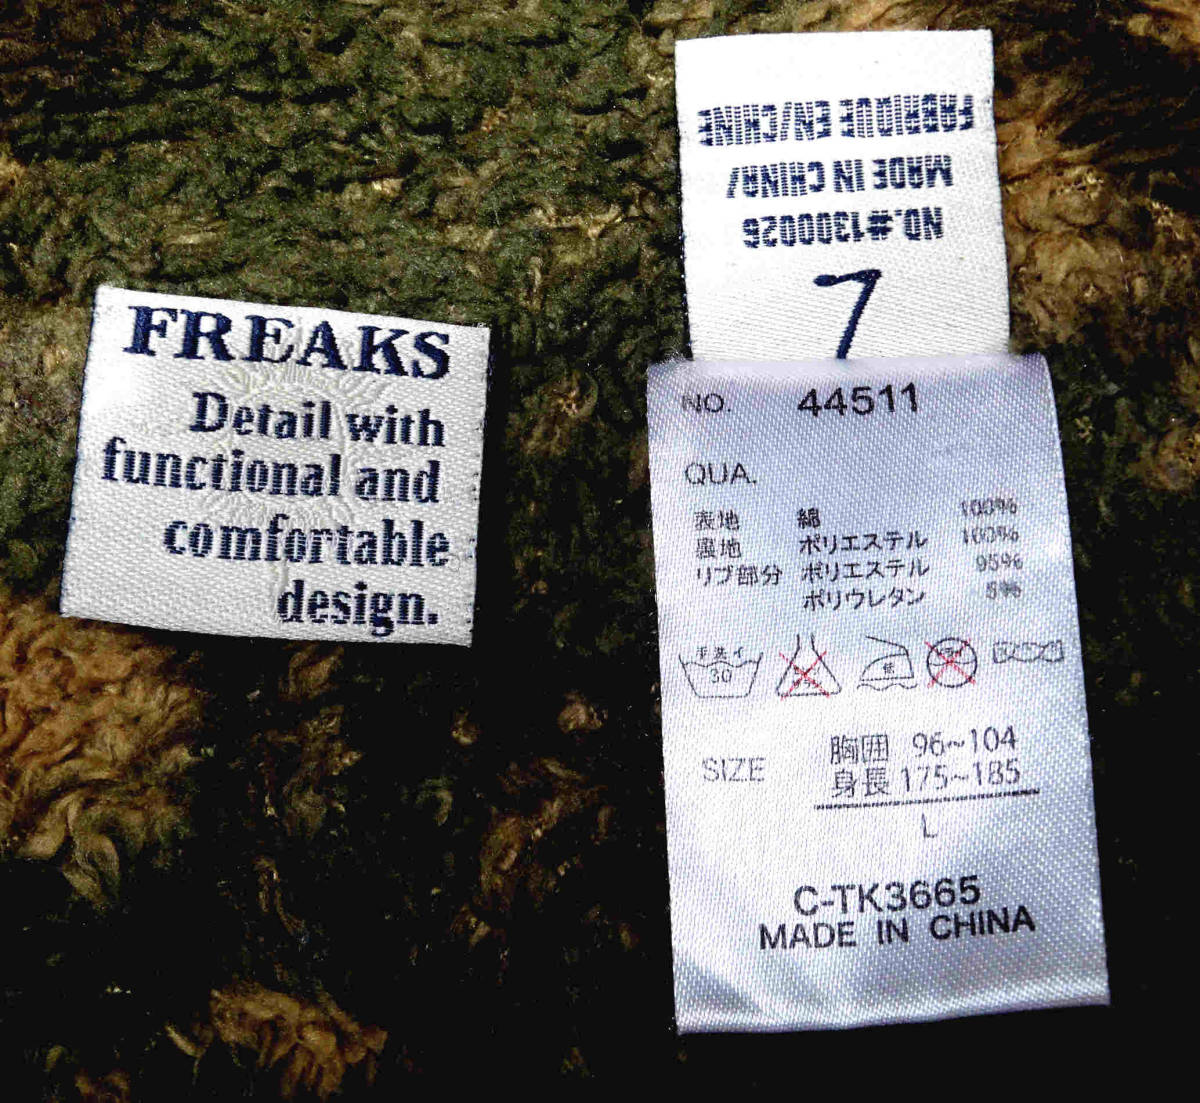 FREAKS
Detail with
functional and
comfortable
design.
FABRIQUE EN/CHINE
MADE IN CHINA/
NO.#1300026
L
NO. 44511
QUA.
表地 綿 100%
裏地 ポリエステル 100%
リブ部分 ポリエステル 95%
ポリウレタン 5%
手洗イ
30
SIZE
胸囲 96~104
身長 175~185
L
C-TK3665
MADE IN CHINA